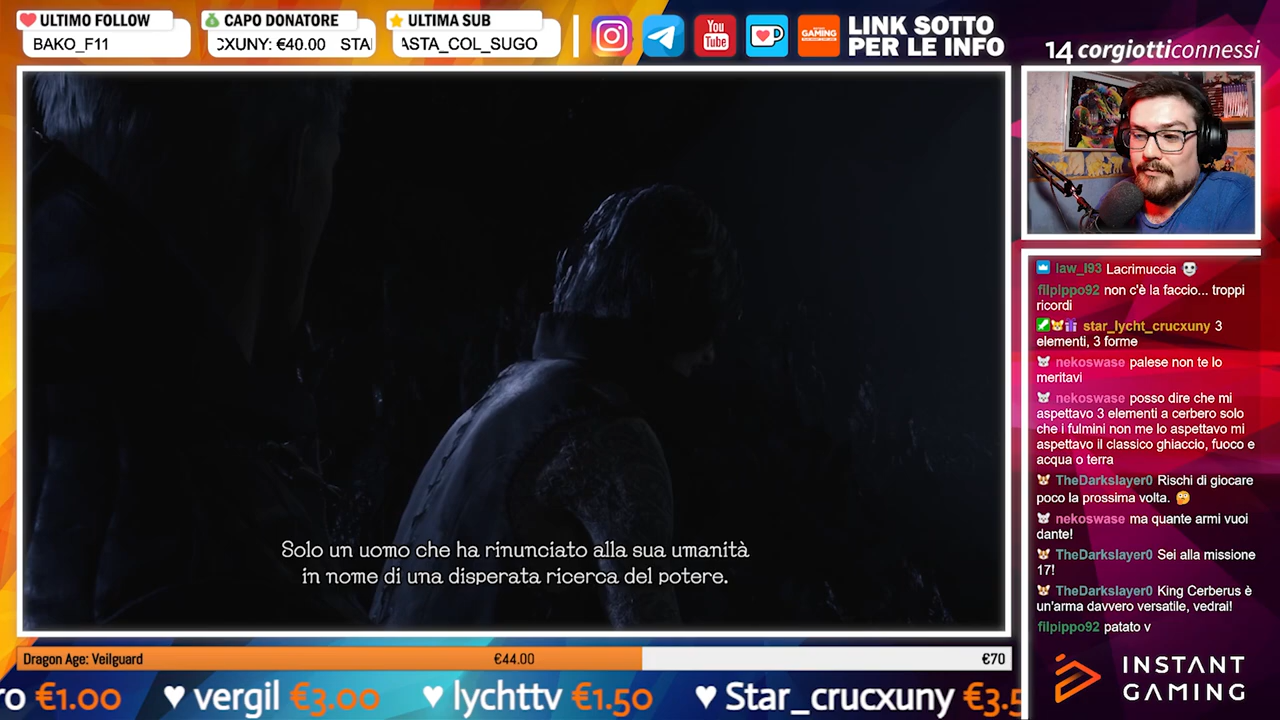 ULTIMO FOLLOW
BAKO_F11
CAPO DONATORE
CXUNY: €40.00 STA
ULTIMA SUB
ASTA_COL_SUGO
You
Tube
GAMING
LINK SOTTO
PER LE INFO
14 corgiotticonnessi
Solo un uomo che ha rinunciato alla sua umanità
in nome di una disperata ricerca del potere.
law_l93 Lacrimuccia
filpippo92 non c'è la faccio... troppi
ricordi
star_lycht_crucxuny 3
elementi, 3 forme
nekoswase palese non te lo
meritavi
nekoswase posso dire che mi
aspettavo 3 elementi a cerbero solo
che i fulmini non me lo aspettavo mi
aspettavo il classico ghiaccio, fuoco e
acqua o terra
TheDarkslayer0 Rischi di giocare
poco la prossima volta.
nekoswase ma quante armi vuoi
dante!
TheDarkslayer0 Sei alla missione
17!
TheDarkslayer0 King Cerberus è
un'arma davvero versatile, vedrai!
filpippo92 patato v
INSTANT
GAMING
Dragon Age: Veilguard €44.00 €70
ro €1.00 ♥ vergil €3.00 ♥ lychttv €1.50 ♥ Star_crucxuny €3.5